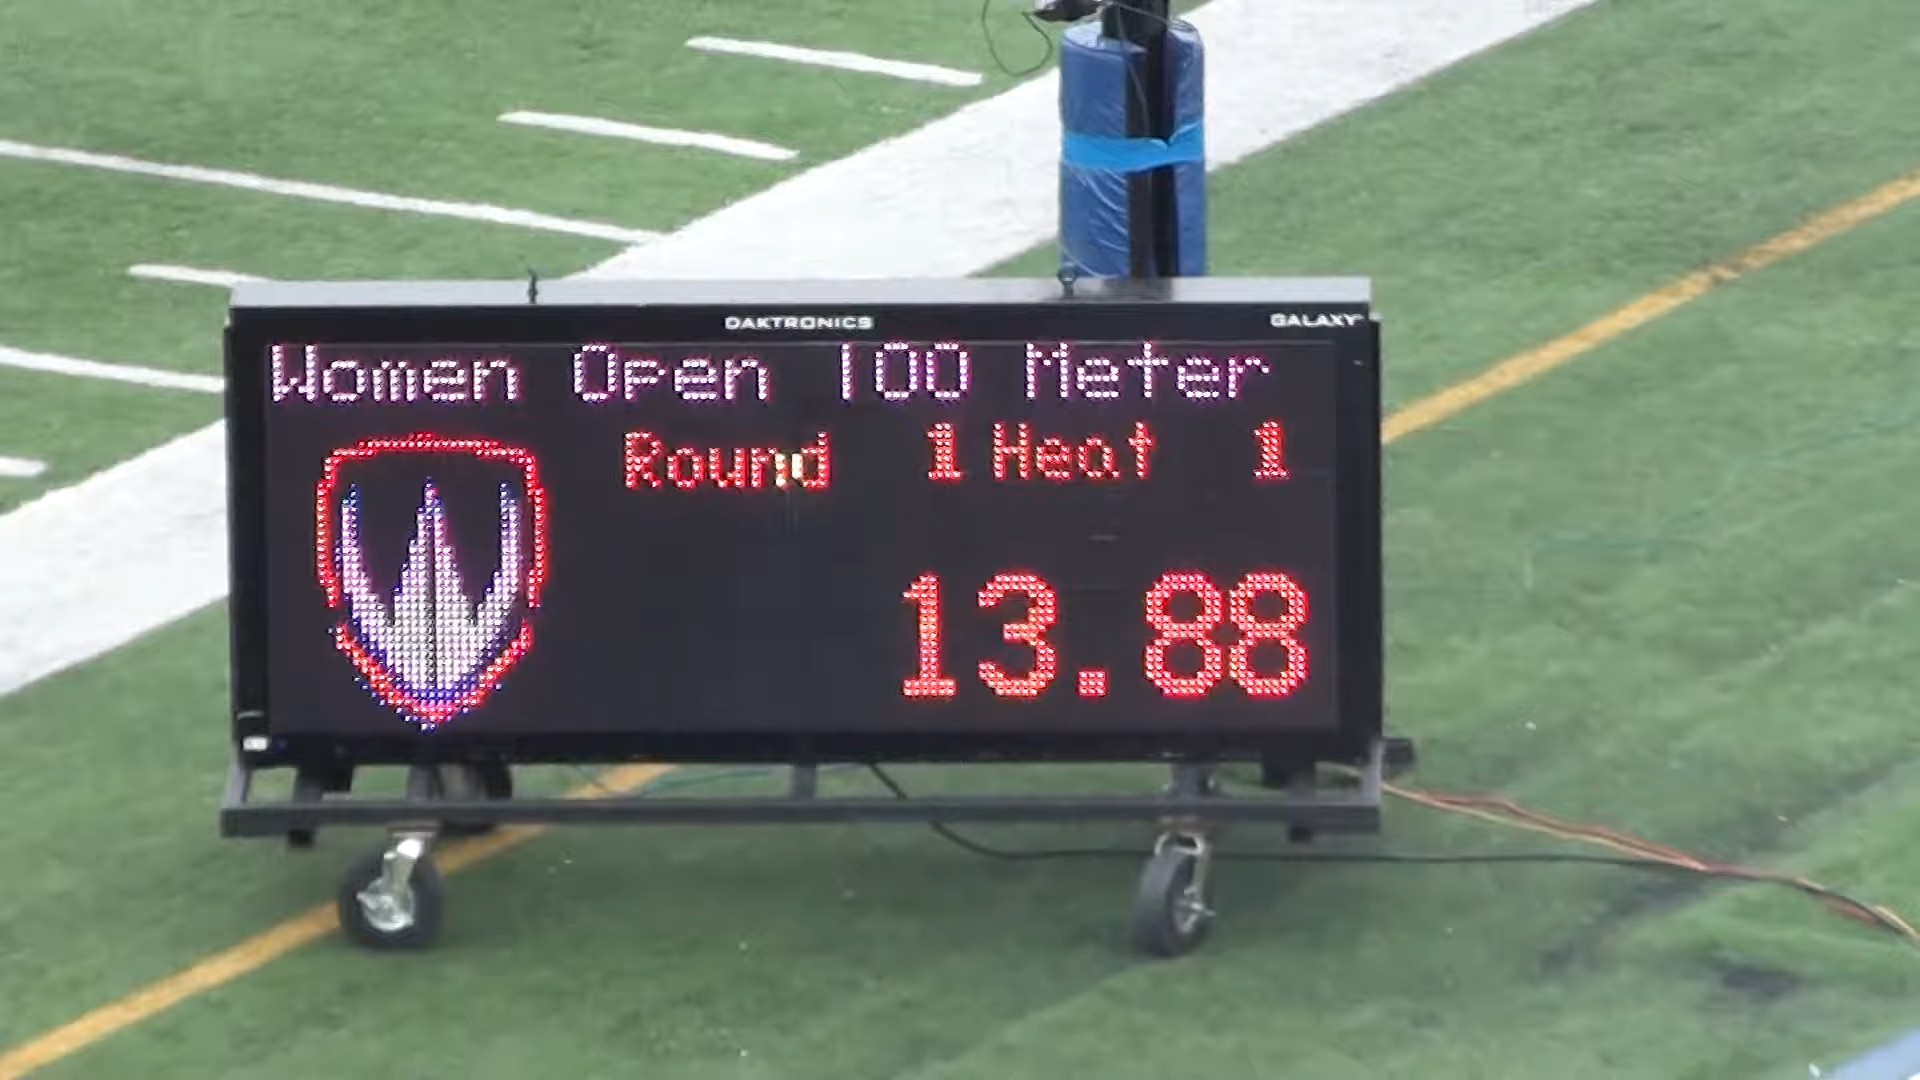 DAKTRONICS GALAXY
Women Open 100 Meter
Round 1 Heat 1
13.88